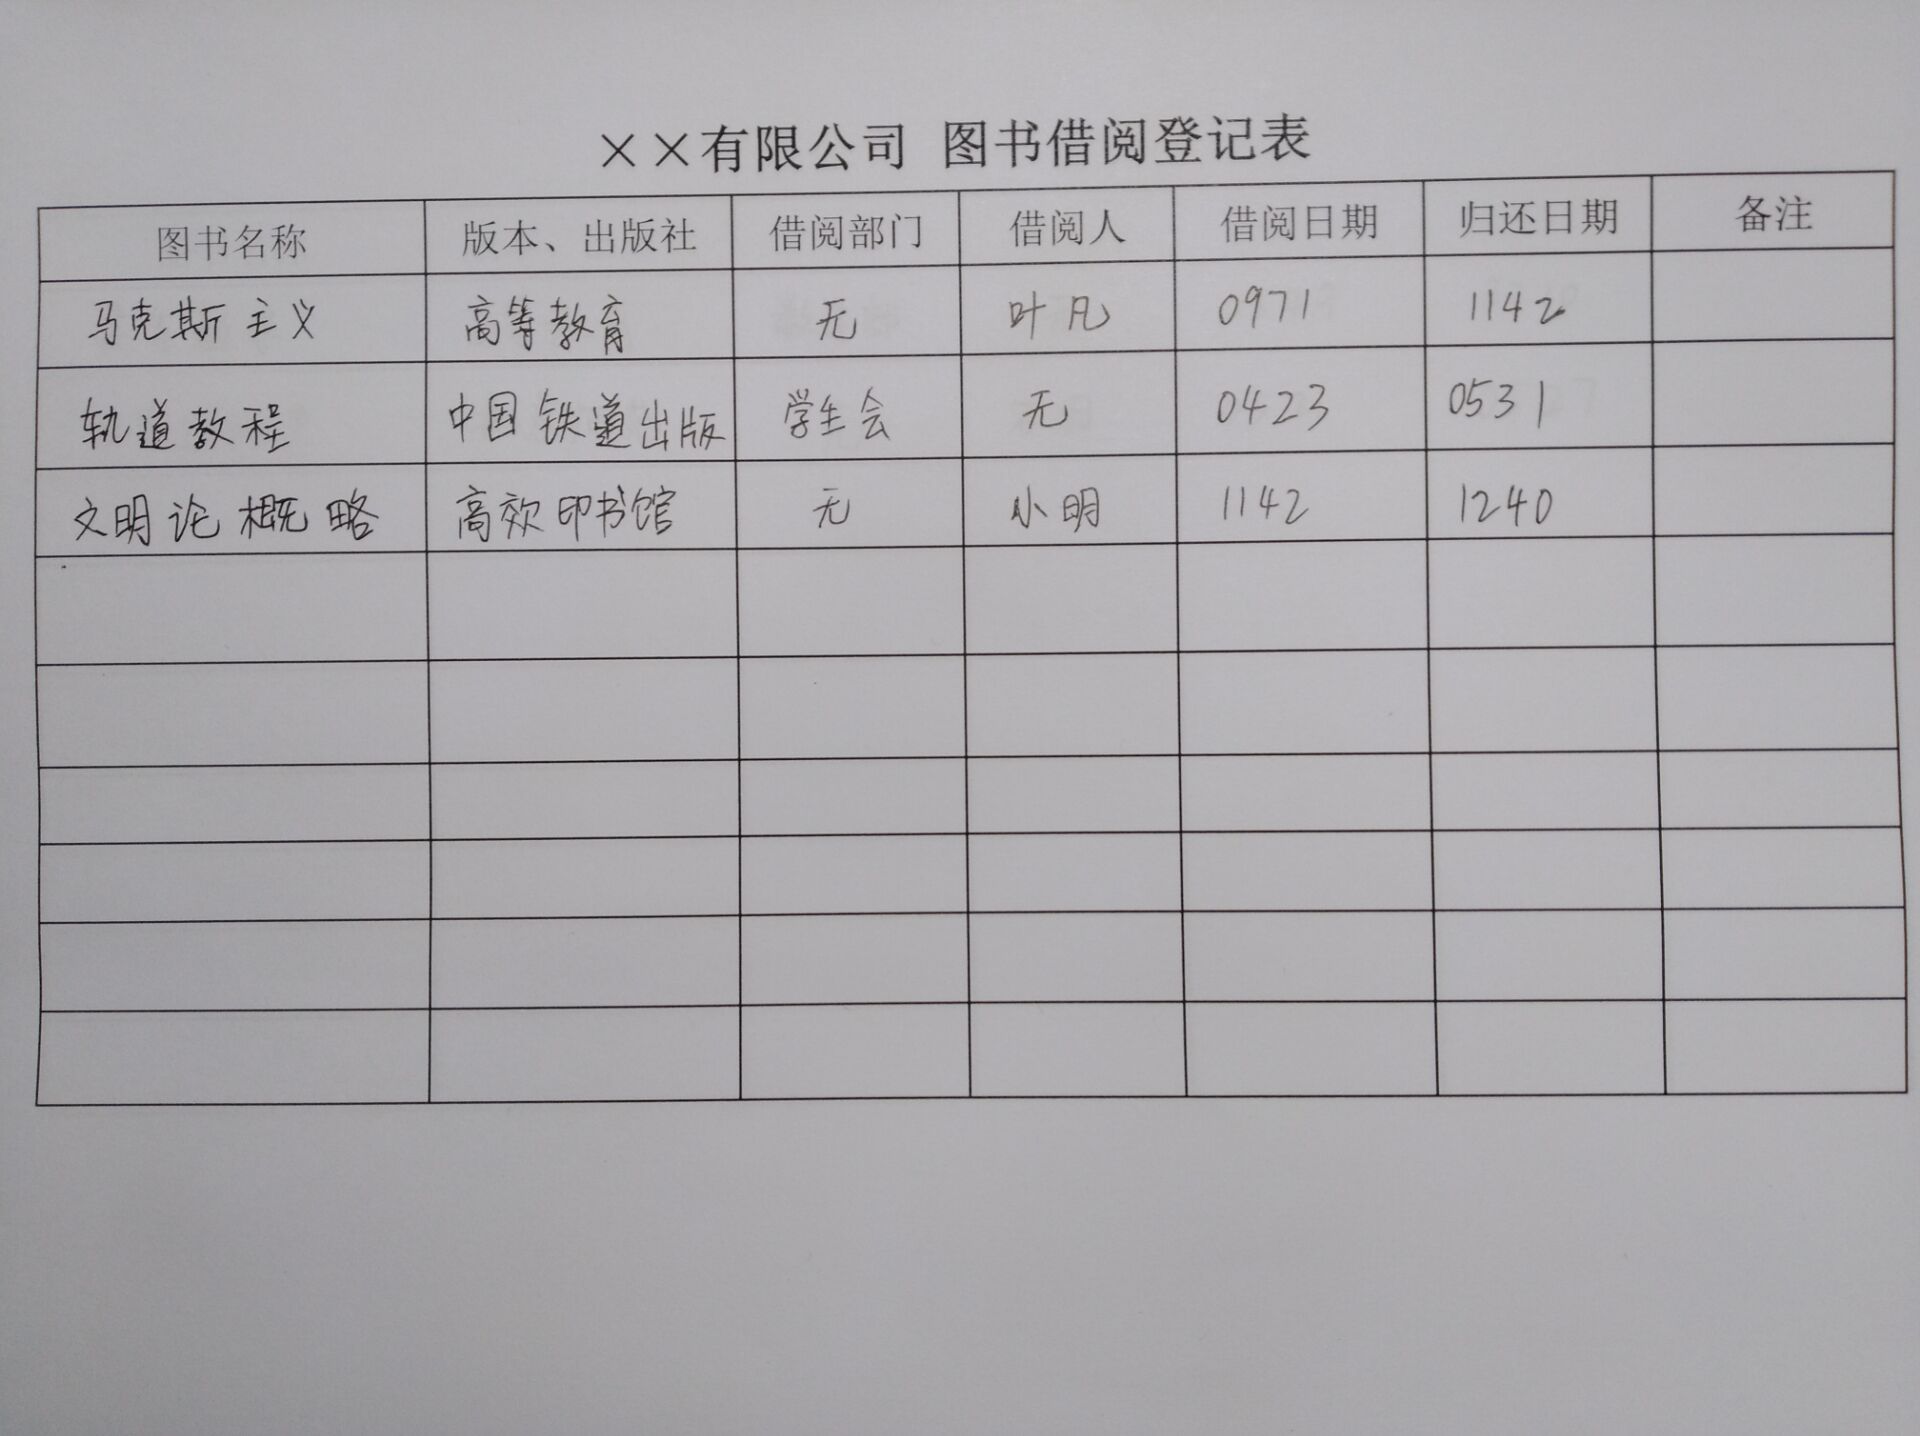 ××有限公司 图书借阅登记表
图书名称 版本、出版社 借阅部门 借阅人 借阅日期 归还日期 备注
马克斯主义 高等教育 无 叶凡 0971 1142
轨道教程 中国铁道出版 学生会 无 0423 0531
文明论概略 高效印书馆 无 小明 1142 1240